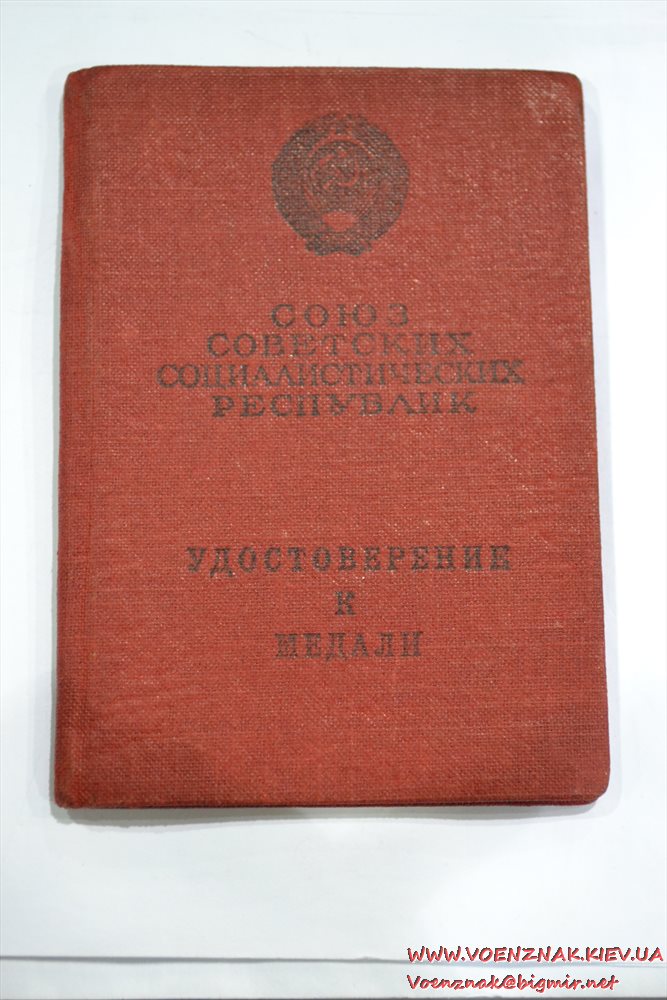 СОЮЗ
СОВЕТСКИХ
СОЦИАЛИСТИЧЕСКИХ
РЕСПУБЛИК
УДОСТОВЕРЕНИЕ
К
МЕДАЛИ
WWW.VOENZNAK.KIEV.UA
Voenznak@bigmir.net